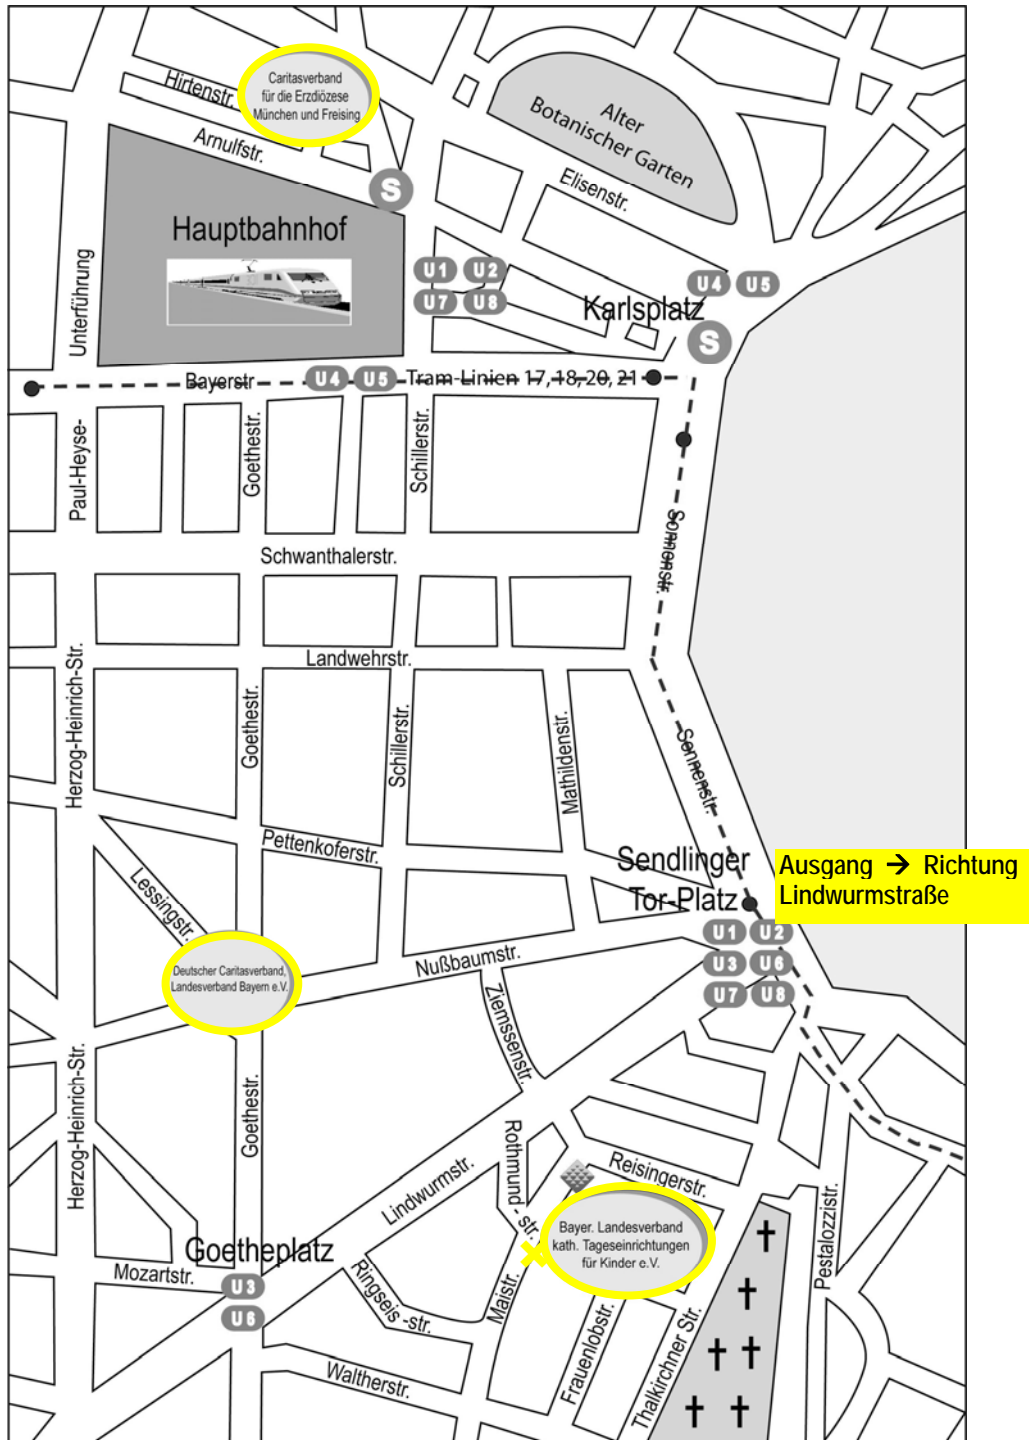 Caritasverband
für die Erzdiözese
München und Freising
Hirtenstr.
Arnulfstr.
Alter
Botanischer Garten
Elisenstr.
S
Hauptbahnhof
Unterführung
U1 U2
U7 U8
U4 U5
Karlsplatz
S
Bayerstr
U4 U5
Tram-Linien 17, 18, 20, 21
Paul-Heyse-
Goethestr.
Schillerstr.
Sonnenstr.
Schwanthalerstr.
Landwehrstr.
Herzog-Heinrich-Str.
Goethestr.
Schillerstr.
Mathildenstr.
Sonnenstr.
Pettenkoferstr.
Sendlinger
Tor-Platz
Ausgang → Richtung
Lindwurmstraße
Lessingstr.
U1 U2
U3 U6
U7 U8
Nußbaumstr.
Deutscher Caritasverband,
Landesverband Bayern e.V.
Ziemssenstr.
Herzog-Heinrich-Str.
Goethestr.
Rothmund - str.
Reisingerstr.
Lindwurmstr.
Bayer. Landesverband
kath. Tageseinrichtungen
für Kinder e.V.
Pestalozzistr.
Goetheplatz
Mozartstr.
U3
U6
Ringseis -str.
Maistr.
Frauenlobstr.
Thalkirchner Str.
Waltherstr.